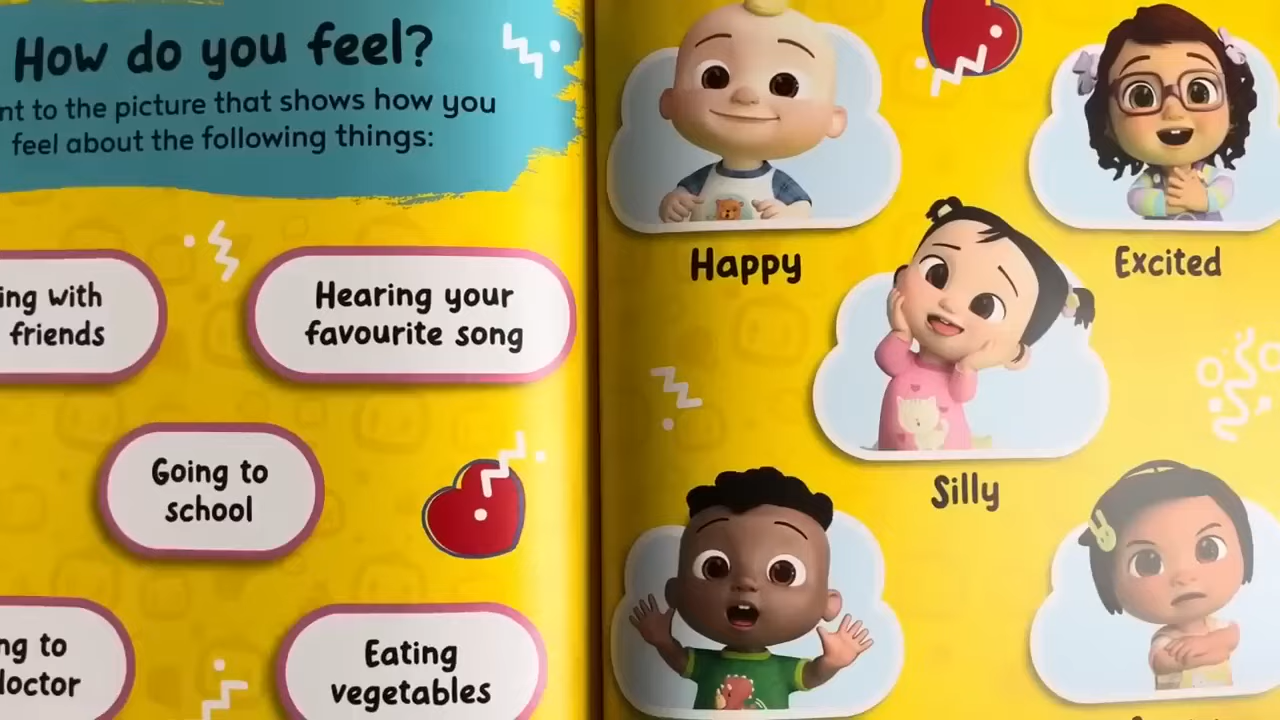 How do you feel?
nt to the picture that shows how you
feel about the following things:
ing with
friends
Hearing your
favourite song
Going to
school
ng to
loctor
Eating
vegetables
Happy
Excited
Silly